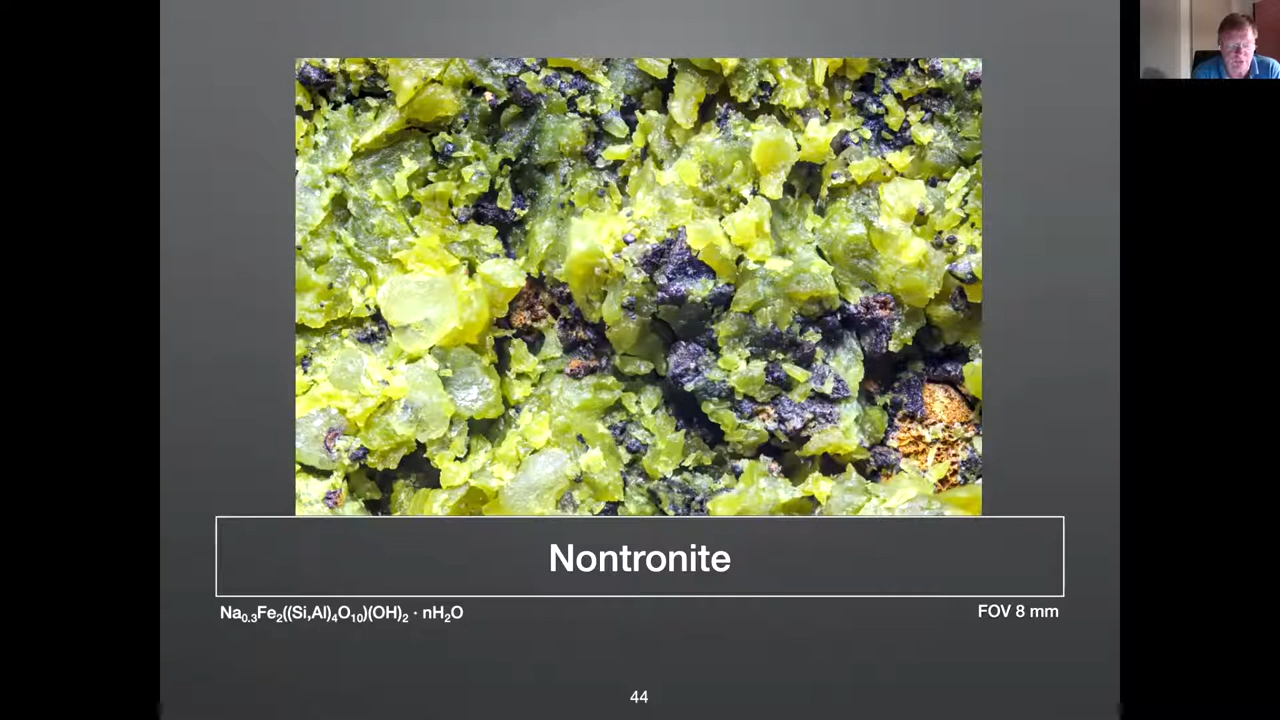 Nontronite
Na₀.₃Fe₂((Si,Al)₄O₁₀)(OH)₂ · nH₂O
FOV 8 mm
44